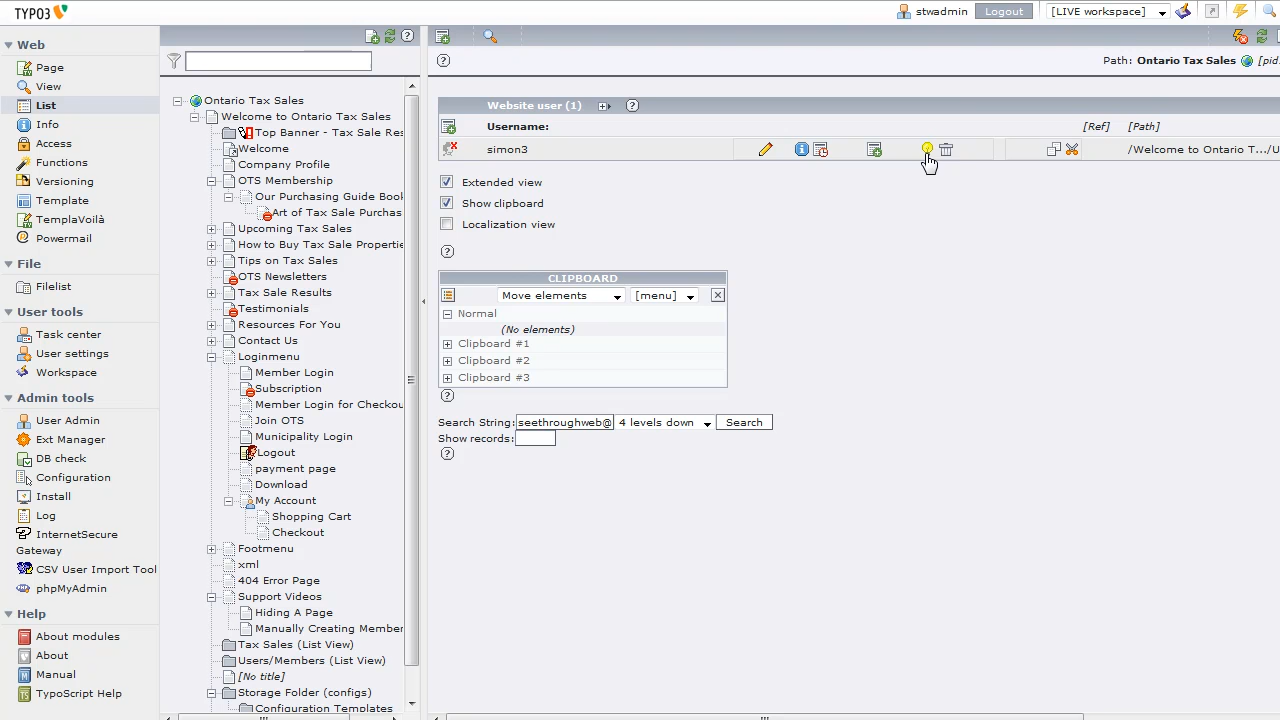 TYPO3
stwadmin
Logout
[LIVE workspace]
Web
Page
View
List
Info
Access
Functions
Versioning
Template
TemplaVoilà
Powermail
File
Filelist
User tools
Task center
User settings
Workspace
Admin tools
User Admin
Ext Manager
DB check
Configuration
Install
Log
InternetSecure
Gateway
CSV User Import Tool
phpMyAdmin
Help
About modules
About
Manual
TypoScript Help
Ontario Tax Sales
Welcome to Ontario Tax Sales
Top Banner - Tax Sale Res
Welcome
Company Profile
OTS Membership
Our Purchasing Guide Book
Art of Tax Sale Purchas
Upcoming Tax Sales
How to Buy Tax Sale Propertie
Tips on Tax Sales
OTS Newsletters
Tax Sale Results
Testimonials
Resources For You
Contact Us
Loginmenu
Member Login
Subscription
Member Login for Checkou
Join OTS
Municipality Login
Logout
payment page
Download
My Account
Shopping Cart
Checkout
Footmenu
xml
404 Error Page
Support Videos
Hiding A Page
Manually Creating Member
Tax Sales (List View)
Users/Members (List View)
[No title]
Storage Folder (configs)
Configuration Templates
Path: Ontario Tax Sales [pid:
Website user (1)
Username: [Ref] [Path]
simon3 /Welcome to Ontario T.../U
Extended view
Show clipboard
Localization view
CLIPBOARD
Move elements [menu]
Normal
(No elements)
Clipboard #1
Clipboard #2
Clipboard #3
Search String: seethroughweb@ 4 levels down Search
Show records: